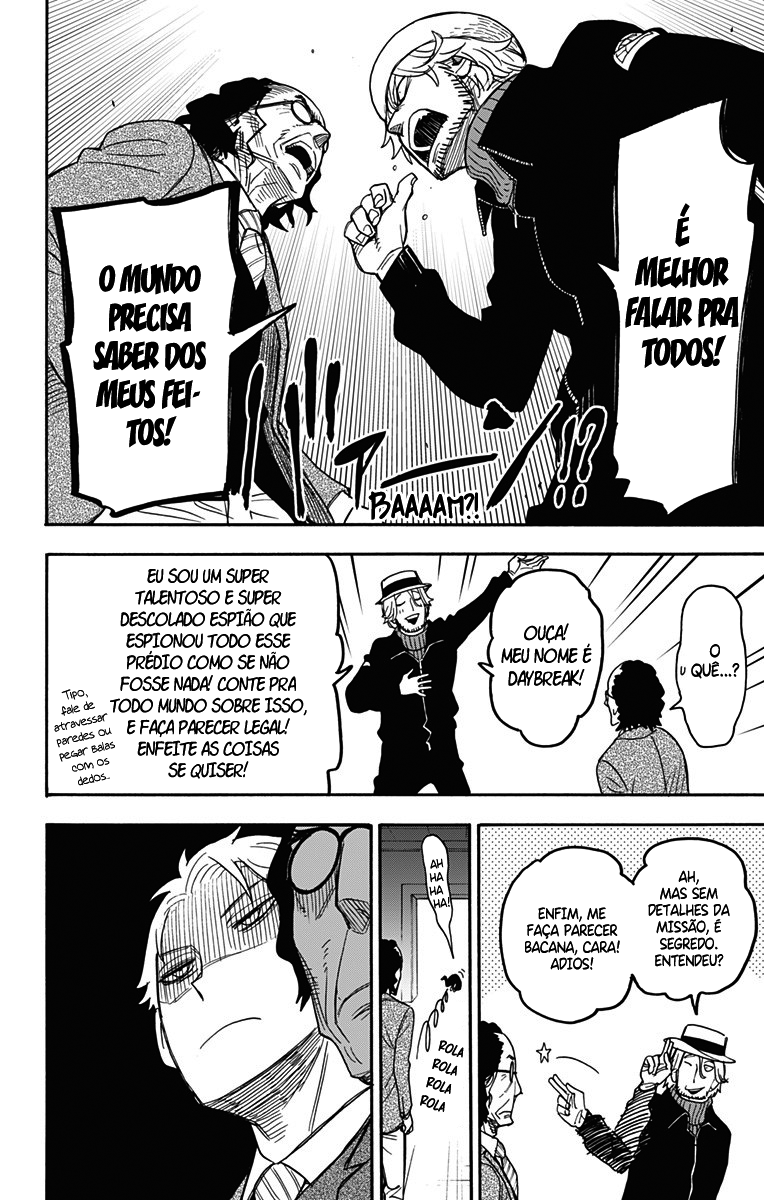 É
MELHOR
FALAR PRA
TODOS!
O MUNDO
PRECISA
SABER DOS
MEUS FEI-
TOS!
BAAAAM?!
!?
O
QUÊ...?
OUÇA!
MEU NOME É
DAYBREAK!
EU SOU UM SUPER
TALENTOSO E SUPER
DESCOLADO ESPIÃO QUE
ESPIONOU TODO ESSE
PRÉDIO COMO SE NÃO
FOSSE NADA! CONTE PRA
TODO MUNDO SOBRE ISSO,
E FAÇA PARECER LEGAL!
ENFEITE AS COISAS
SE QUISER!
Tipo,
fale de
atravessar
paredes ou
pegar balas
com os
dedos..
AH,
MAS SEM
DETALHES DA
MISSÃO, É
SEGREDO.
ENTENDEU?
ENFIM, ME
FAÇA PARECER
BACANA, CARA!
ADIOS!
AH
HA
HA
HA!
ROLA
ROLA
ROLA
ROLA